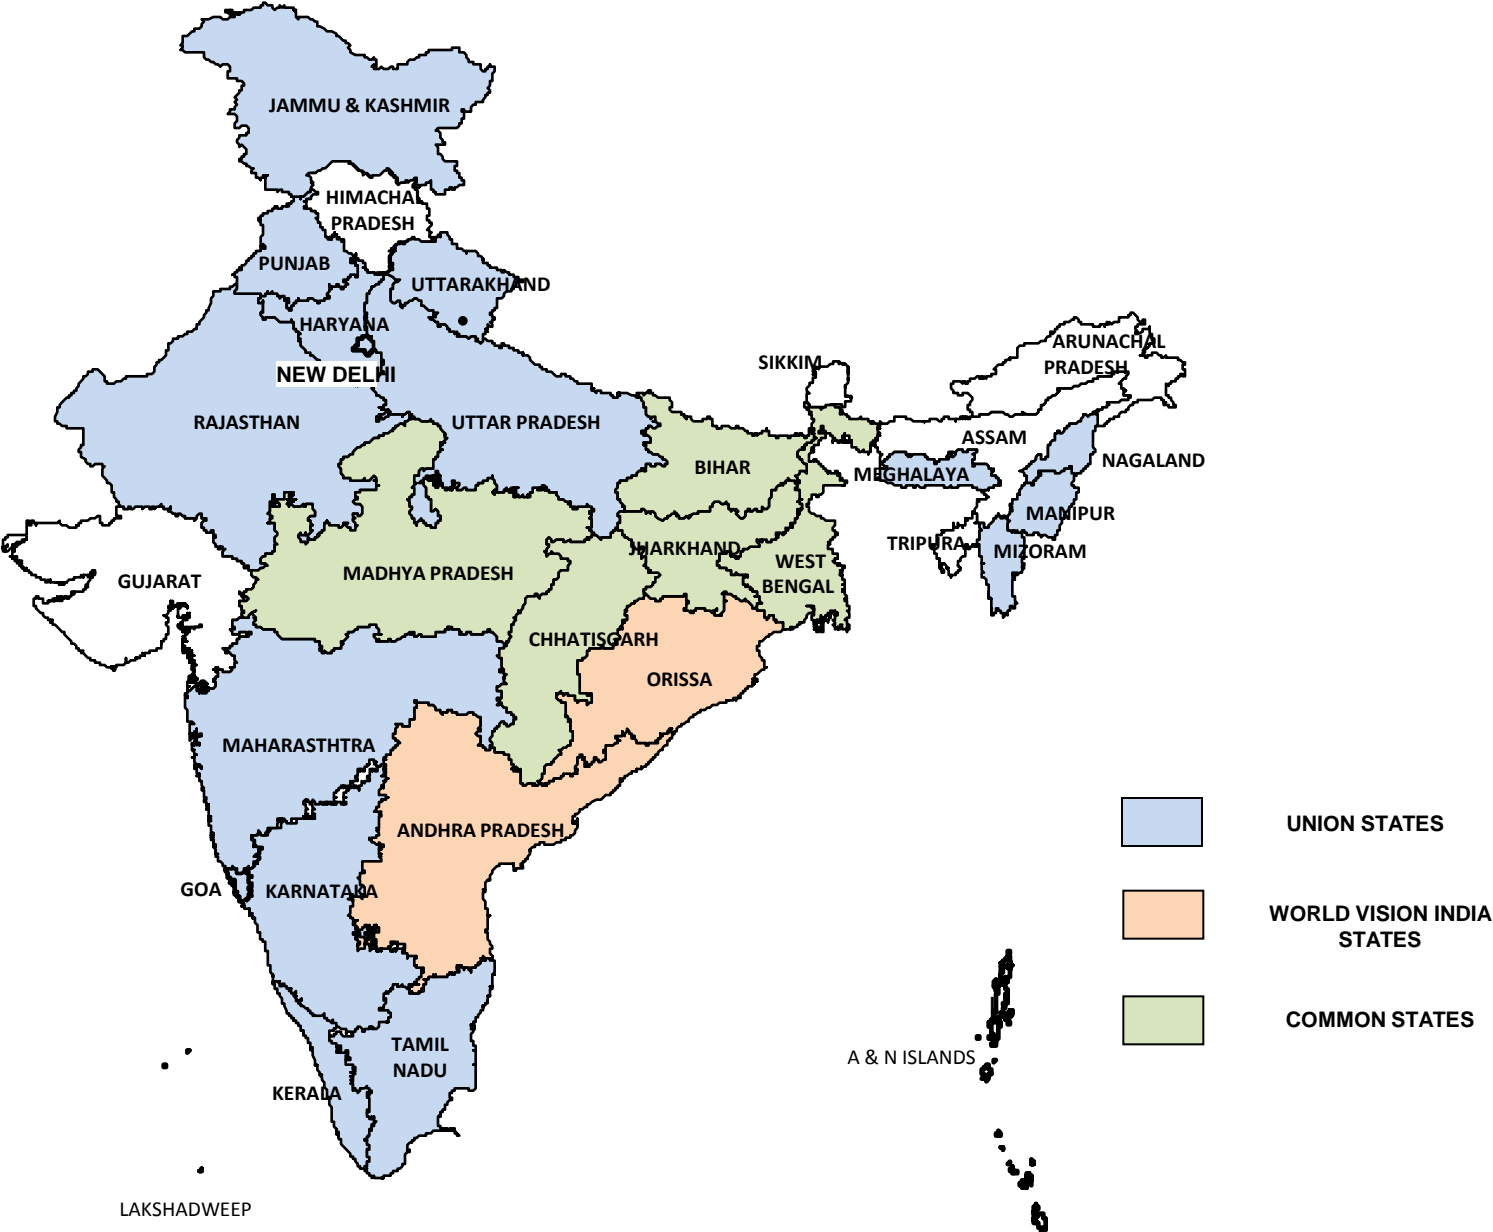 JAMMU & KASHMIR
HIMACHAL
PRADESH
PUNJAB
UTTARAKHAND
HARYANA
NEW DELHI
RAJASTHAN
UTTAR PRADESH
SIKKIM
ARUNACHAL
PRADESH
ASSAM
BIHAR
MEGHALAYA
NAGALAND
MANIPUR
TRIPURA
MIZORAM
JHARKHAND
WEST
BENGAL
GUJARAT
MADHYA PRADESH
CHHATISGARH
ORISSA
MAHARASTHTRA
ANDHRA PRADESH
GOA
KARNATAKA
TAMIL
NADU
KERALA
LAKSHADWEEP
A & N ISLANDS
UNION STATES
WORLD VISION INDIA
STATES
COMMON STATES